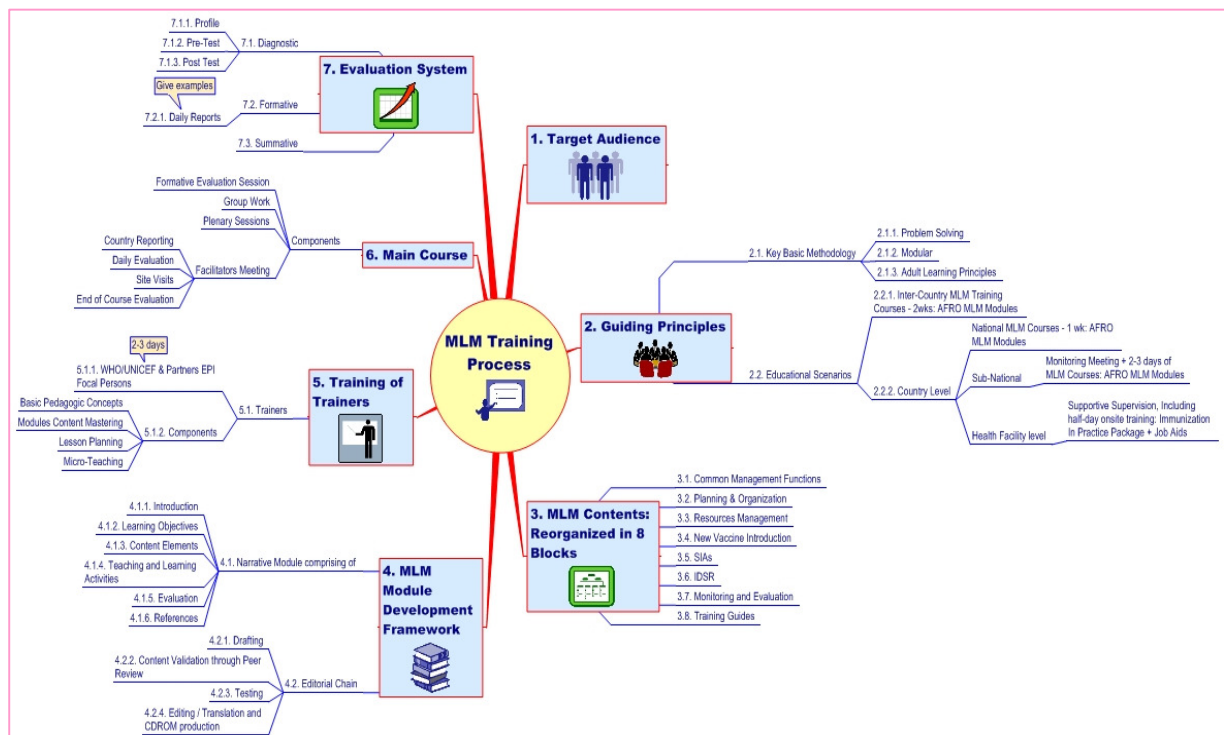 MLM Training
Process
1. Target Audience
2. Guiding Principles
2.1. Key Basic Methodology
2.1.1. Problem Solving
2.1.2. Modular
2.1.3. Adult Learning Principles
2.2. Educational Scenarios
2.2.1. Inter-Country MLM Training
Courses - 2wks: AFRO MLM Modules
2.2.2. Country Level
National MLM Courses - 1 wk: AFRO
MLM Modules
Sub-National
Monitoring Meeting + 2-3 days of
MLM Courses: AFRO MLM Modules
Health Facility level
Supportive Supervision, Including
half-day onsite training: Immunization
In Practice Package + Job Aids
3. MLM Contents:
Reorganized in 8
Blocks
3.1. Common Management Functions
3.2. Planning & Organization
3.3. Resources Management
3.4. New Vaccine Introduction
3.5. SIAs
3.6. IDSR
3.7. Monitoring and Evaluation
3.8. Training Guides
4. MLM
Module
Development
Framework
4.1. Narrative Module comprising of
4.1.1. Introduction
4.1.2. Learning Objectives
4.1.3. Content Elements
4.1.4. Teaching and Learning
Activities
4.1.5. Evaluation
4.1.6. References
4.2. Editorial Chain
4.2.1. Drafting
4.2.2. Content Validation through Peer
Review
4.2.3. Testing
4.2.4. Editing / Translation and
CDROM production
5. Training of
Trainers
5.1. Trainers
2-3 days
5.1.1. WHO/UNICEF & Partners EPI
Focal Persons
5.1.2. Components
Basic Pedagogic Concepts
Modules Content Mastering
Lesson Planning
Micro-Teaching
6. Main Course
Components
Formative Evaluation Session
Group Work
Plenary Sessions
Facilitators Meeting
Country Reporting
Daily Evaluation
Site Visits
End of Course Evaluation
7. Evaluation System
7.1. Diagnostic
7.1.1. Profile
7.1.2. Pre-Test
7.1.3. Post Test
7.2. Formative
Give examples
7.2.1. Daily Reports
7.3. Summative